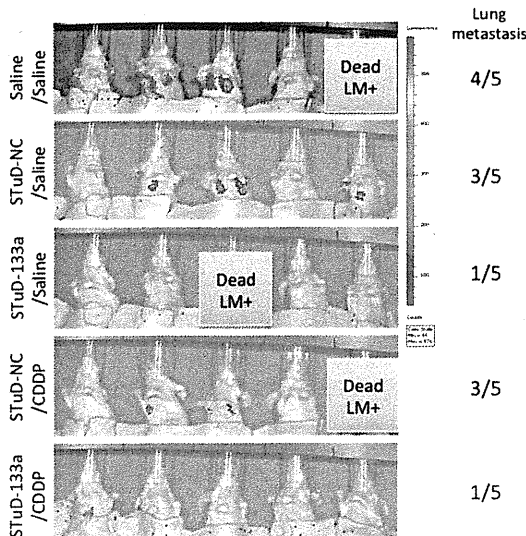 Lung
metastasis
Saline
/Saline
Dead
LM+
4/5
STuD-NC
/Saline
3/5
STuD-133a
/Saline
Dead
LM+
1/5
STuD-NC
/CDDP
Dead
LM+
3/5
STuD-133a
/CDDP
1/5